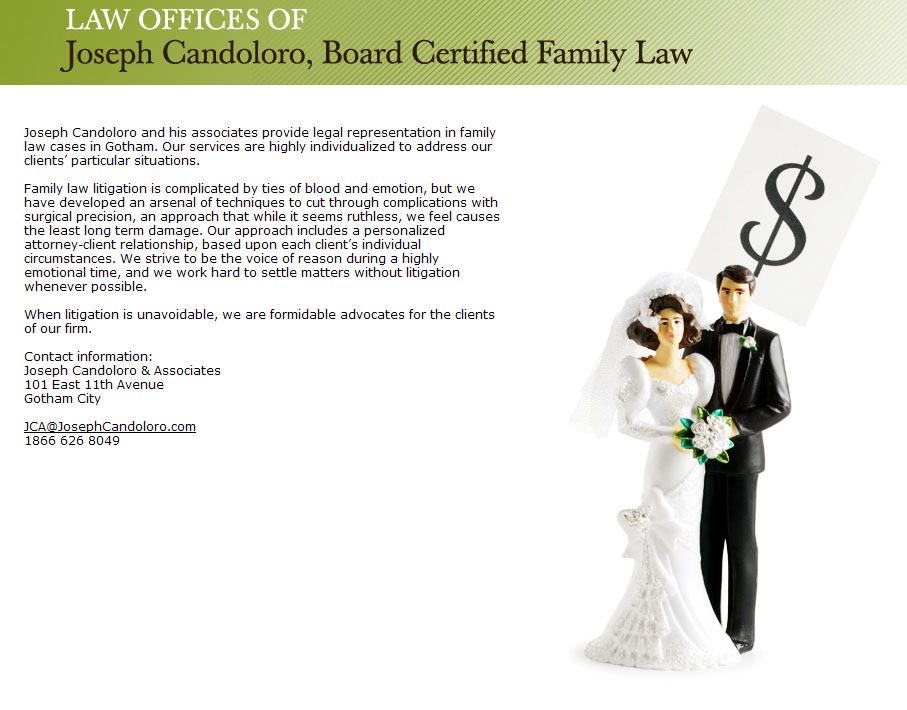 LAW OFFICES OF
Joseph Candoloro, Board Certified Family Law
Joseph Candoloro and his associates provide legal representation in family
law cases in Gotham. Our services are highly individualized to address our
clients’ particular situations.
Family law litigation is complicated by ties of blood and emotion, but we
have developed an arsenal of techniques to cut through complications with
surgical precision, an approach that while it seems ruthless, we feel causes
the least long term damage. Our approach includes a personalized
attorney-client relationship, based upon each client’s individual
circumstances. We strive to be the voice of reason during a highly
emotional time, and we work hard to settle matters without litigation
whenever possible.
When litigation is unavoidable, we are formidable advocates for the clients
of our firm.
Contact information:
Joseph Candoloro & Associates
101 East 11th Avenue
Gotham City
JCA@JosephCandoloro.com
1866 626 8049
$